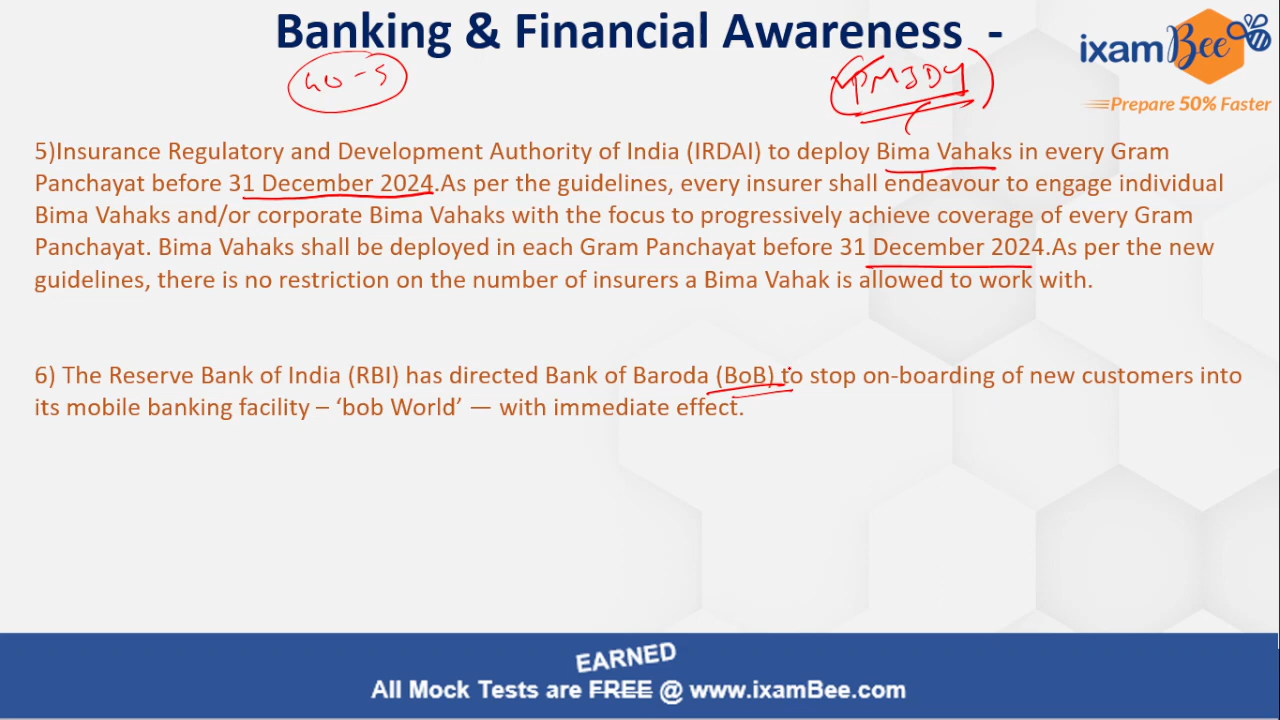 Banking & Financial Awareness -
ixamBee
Prepare 50% Faster
PMJDY
5)Insurance Regulatory and Development Authority of India (IRDAI) to deploy Bima Vahaks in every Gram
Panchayat before 31 December 2024.As per the guidelines, every insurer shall endeavour to engage individual
Bima Vahaks and/or corporate Bima Vahaks with the focus to progressively achieve coverage of every Gram
Panchayat. Bima Vahaks shall be deployed in each Gram Panchayat before 31 December 2024.As per the new
guidelines, there is no restriction on the number of insurers a Bima Vahak is allowed to work with.
6) The Reserve Bank of India (RBI) has directed Bank of Baroda (BoB) to stop on-boarding of new customers into
its mobile banking facility – ‘bob World’ — with immediate effect.
EARNED
All Mock Tests are FREE @ www.ixamBee.com